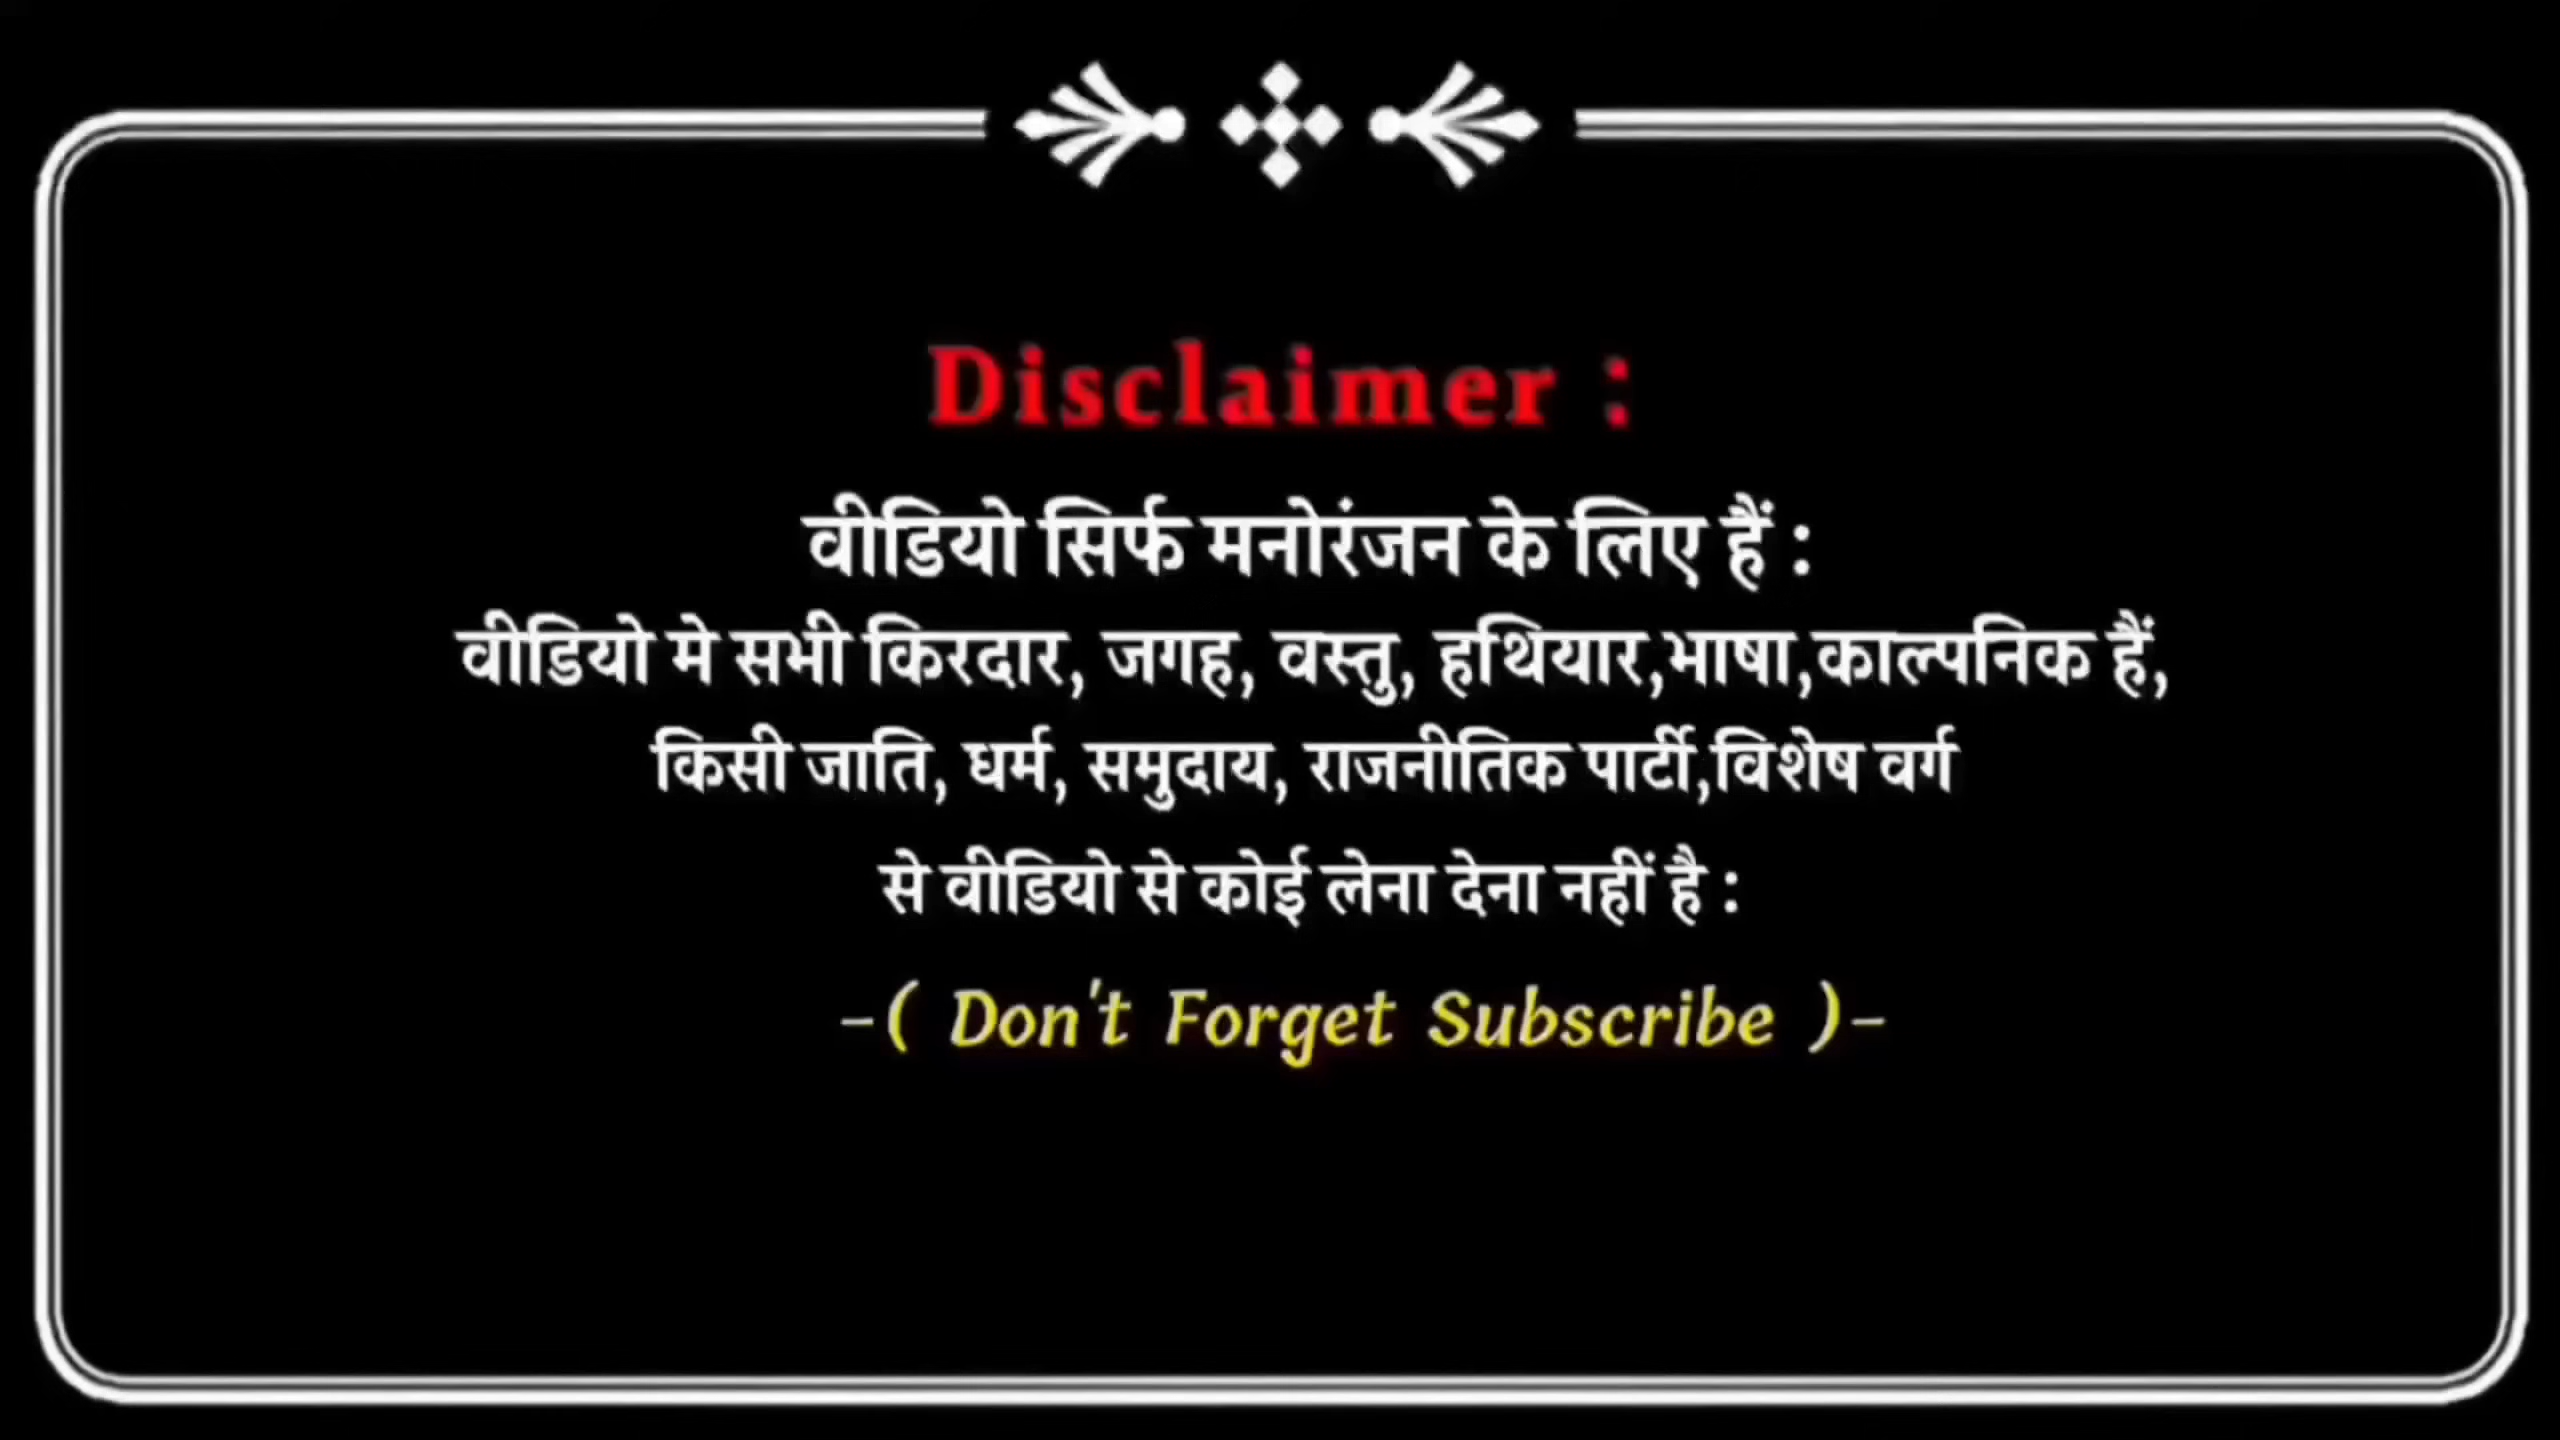 Disclaimer :
वीडियो सिर्फ मनोरंजन के लिए हैं :
वीडियो मे सभी किरदार, जगह, वस्तु, हथियार,भाषा,काल्पनिक हैं,
किसी जाति, धर्म, समुदाय, राजनीतिक पार्टी,विशेष वर्ग
से वीडियो से कोई लेना देना नहीं है :
-( Don't Forget Subscribe )-